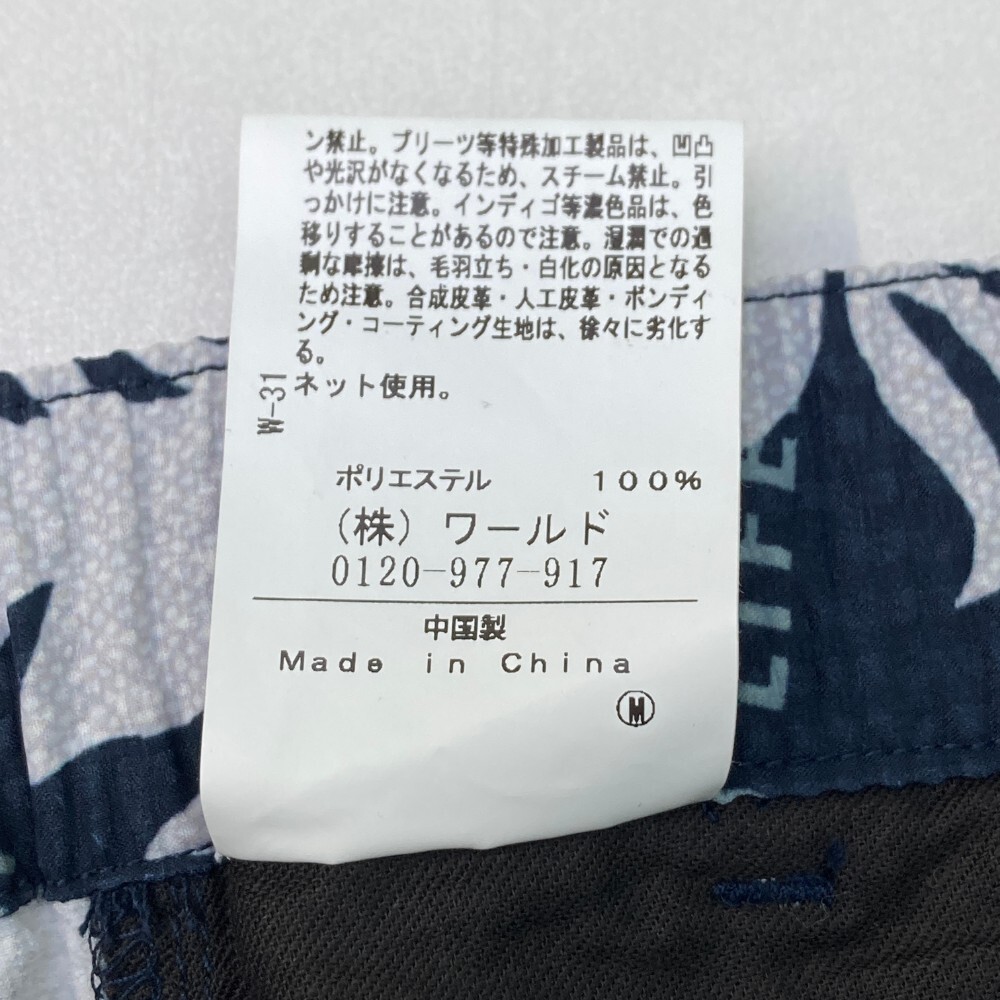 ン禁止。プリーツ等特殊加工製品は、凹凸
や光沢がなくなるため、スチーム禁止。引
っかけに注意。インディゴ等濃色品は、色
移りすることがあるので注意。湿潤での過
剰な摩擦は、毛羽立ち・白化の原因となる
ため注意。合成皮革・人工皮革・ボンディ
ング・コーティング生地は、徐々に劣化す
る。
ネット使用。
W-31
ポリエステル 100%
(株) ワールド
0120-977-917
中国製
Made in China
M
LIFE